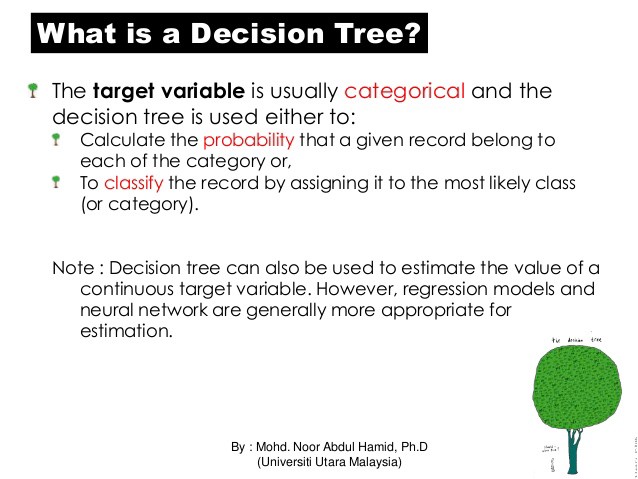 What is a Decision Tree?
The target variable is usually categorical and the
decision tree is used either to:
Calculate the probability that a given record belong to
each of the category or,
To classify the record by assigning it to the most likely class
(or category).
Note : Decision tree can also be used to estimate the value of a
continuous target variable. However, regression models and
neural network are generally more appropriate for
estimation.
the decision tree
By : Mohd. Noor Abdul Hamid, Ph.D
(Universiti Utara Malaysia)